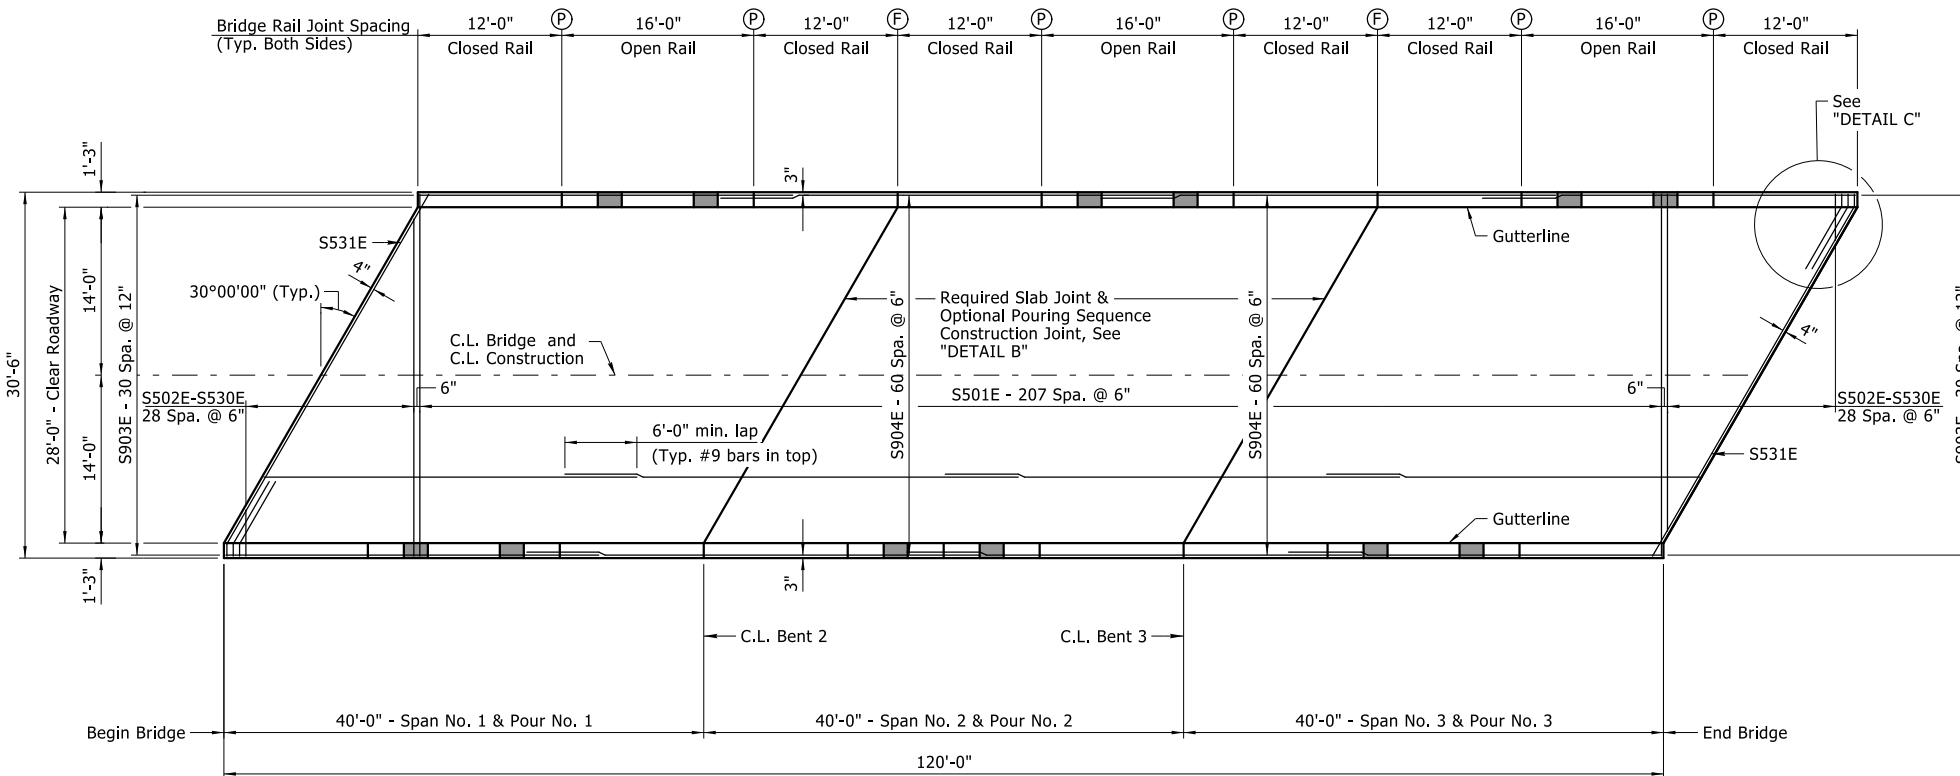 Bridge Rail Joint Spacing
(Typ. Both Sides)
12'-0"
Closed Rail
P
16'-0"
Open Rail
P
12'-0"
Closed Rail
F
12'-0"
Closed Rail
P
16'-0"
Open Rail
P
12'-0"
Closed Rail
F
12'-0"
Closed Rail
P
16'-0"
Open Rail
P
12'-0"
Closed Rail
See
"DETAIL C"
1'-3"
3"
S531E
4"
30°00'00" (Typ.)
Gutterline
14'-0"
28'-0" - Clear Roadway
30'-6"
S903E - 30 Spa. @ 12"
14'-0"
C.L. Bridge and
C.L. Construction
Required Slab Joint &
Optional Pouring Sequence
Construction Joint, See
"DETAIL B"
S904E - 60 Spa. @ 6"
S904E - 60 Spa. @ 6"
4"
S502E-S530E
28 Spa. @ 6"
6"
S501E - 207 Spa. @ 6"
6"
S502E-S530E
28 Spa. @ 6"
6'-0" min. lap
(Typ. #9 bars in top)
S531E
Gutterline
1'-3"
3"
C.L. Bent 2
C.L. Bent 3
40'-0" - Span No. 1 & Pour No. 1
40'-0" - Span No. 2 & Pour No. 2
40'-0" - Span No. 3 & Pour No. 3
Begin Bridge
End Bridge
120'-0"